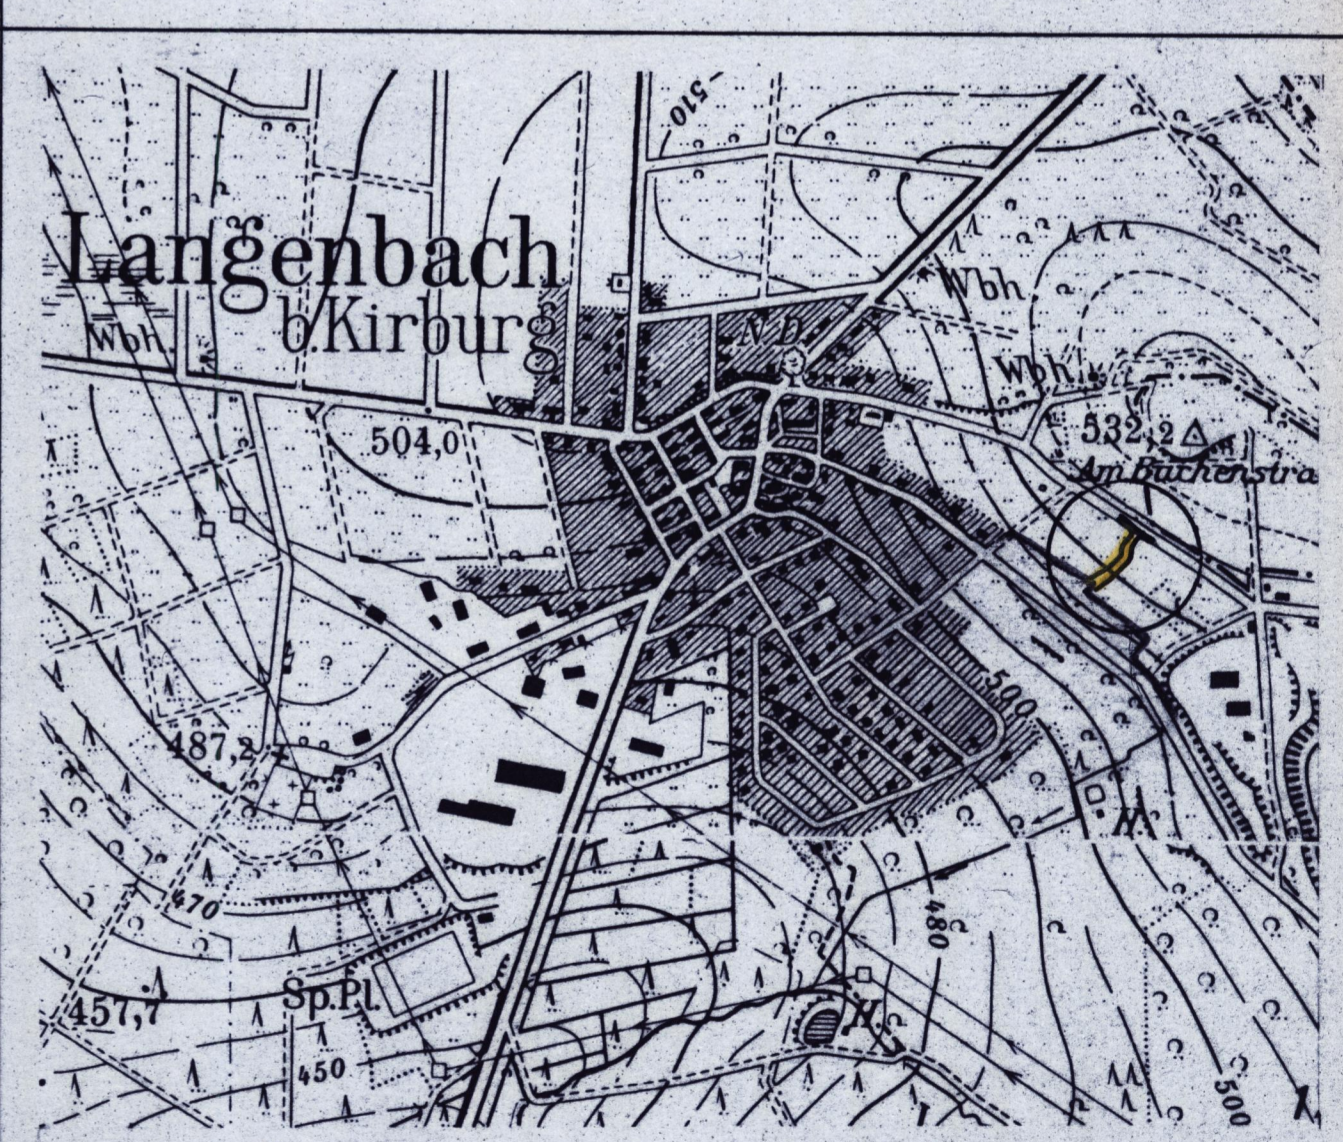 510
Langenbach
b.Kirburg
Wbh
N D
Wbh
Wbh
504,0
532,2
Am Buchenstra
500
487,2
H.
470
480
Sp.Pl.
457,7
450
500